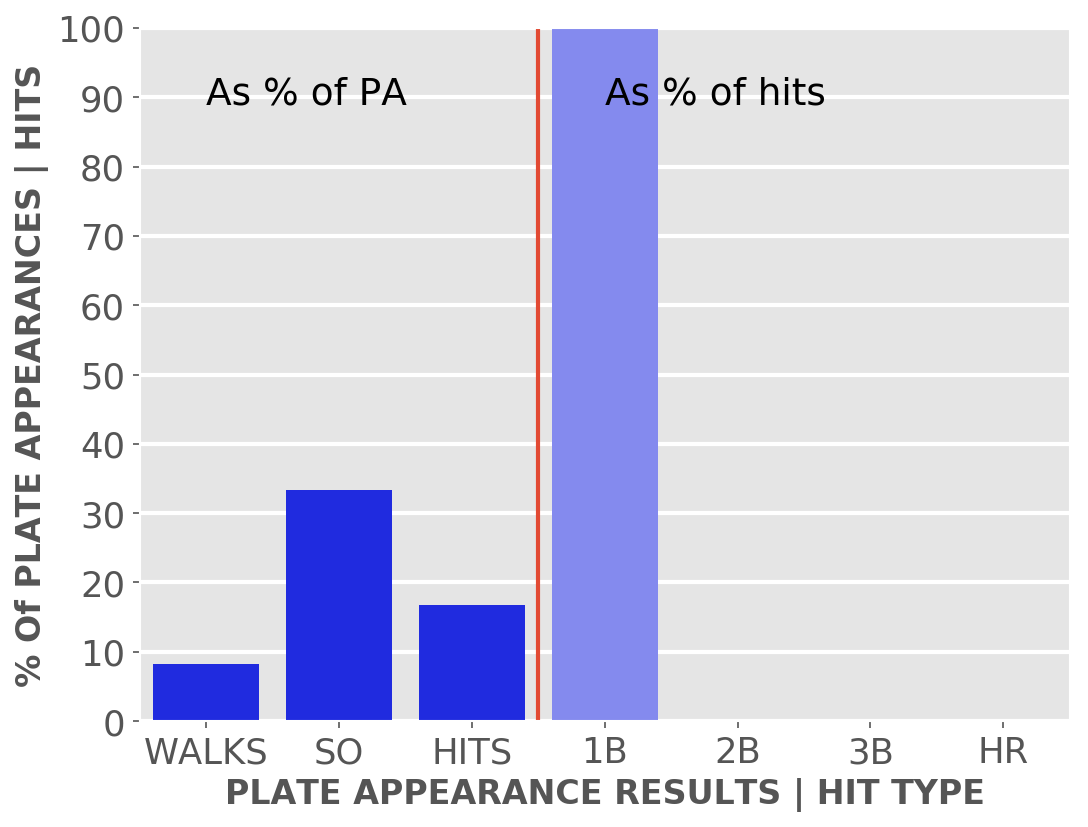 % Of PLATE APPEARANCES | HITS
100
90
80
70
60
50
40
30
20
10
0
As % of PA
As % of hits
WALKS SO HITS 1B 2B 3B HR
PLATE APPEARANCE RESULTS | HIT TYPE